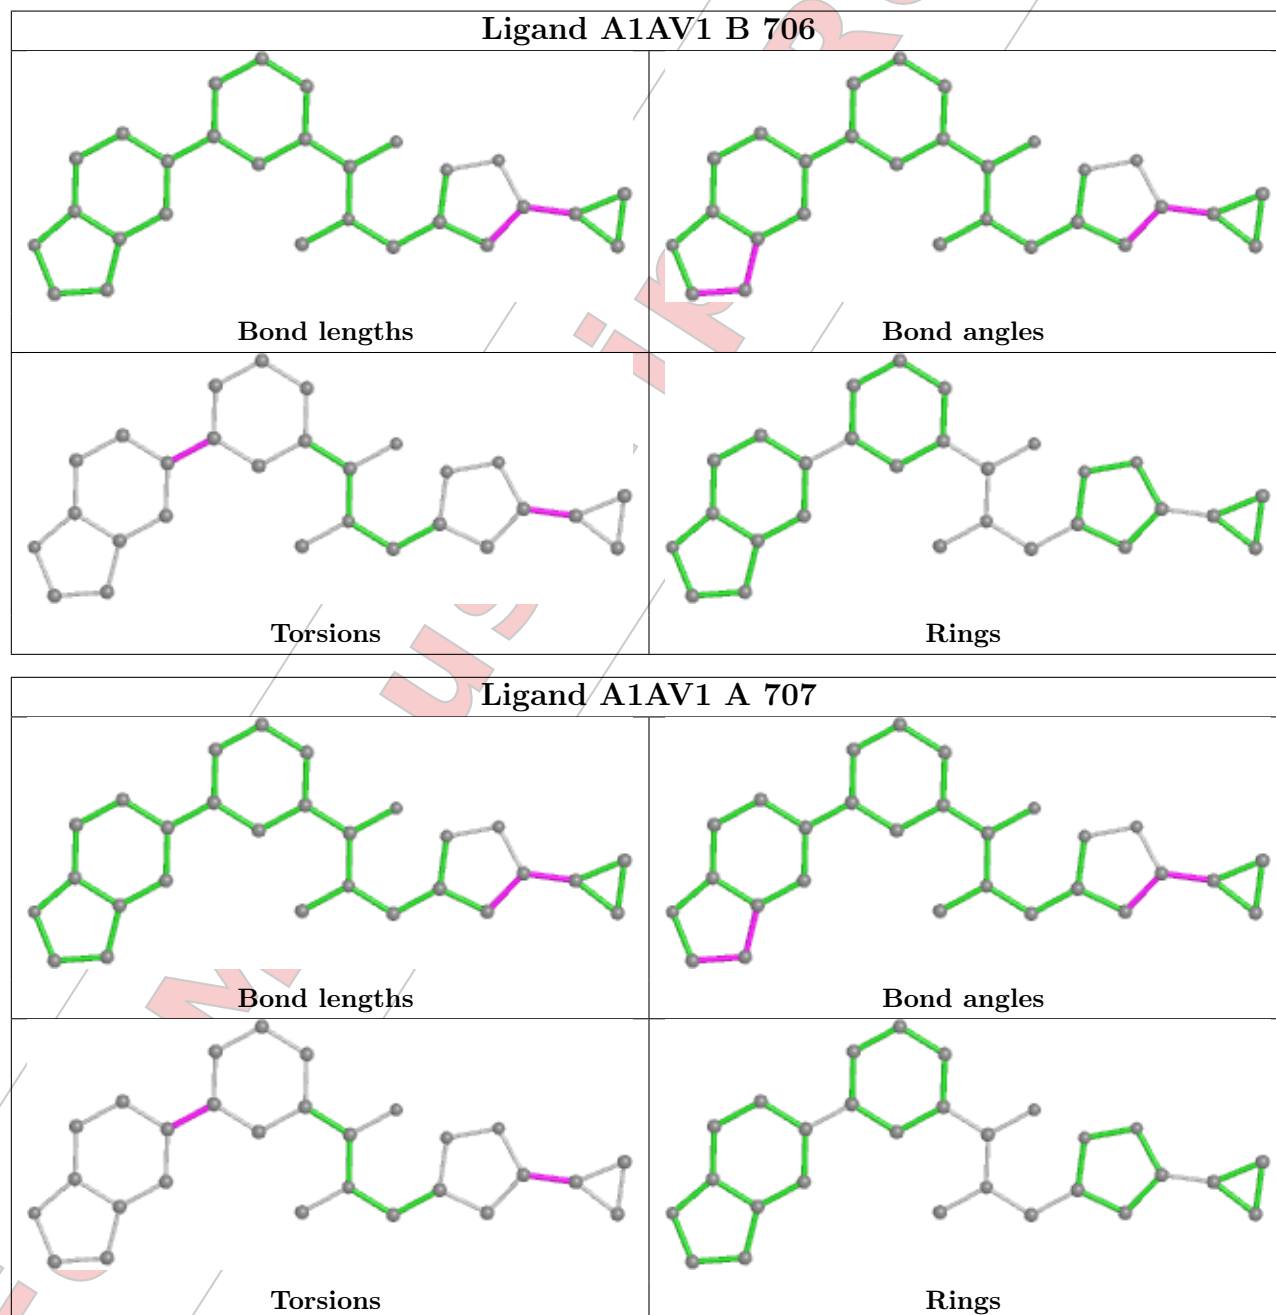 Ligand A1AV1 B 706
Bond lengths
Bond angles
Torsions
Rings
Ligand A1AV1 A 707
Bond lengths
Bond angles
Torsions
Rings